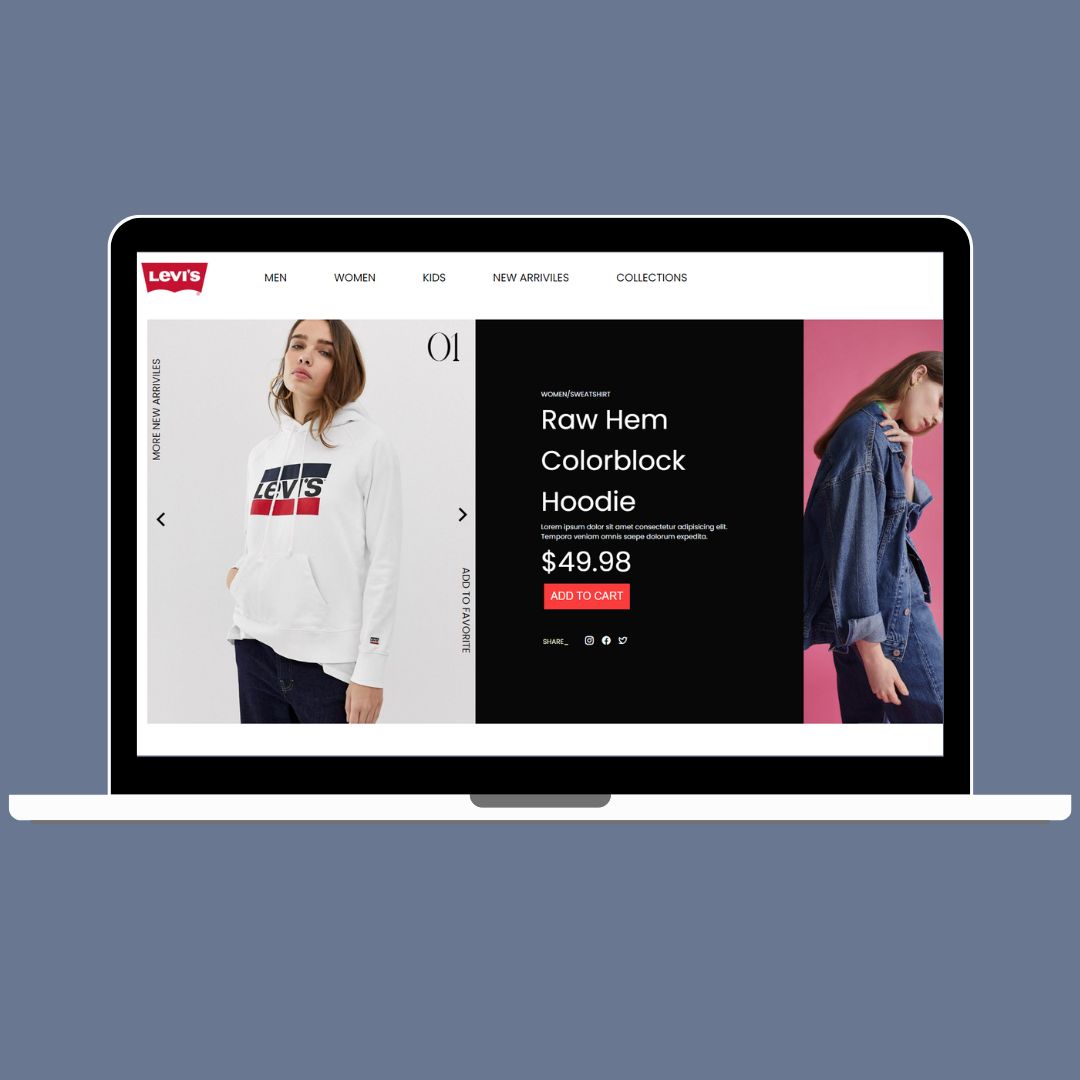 Levi's
MEN
WOMEN
KIDS
NEW ARRIVILES
COLLECTIONS
MORE NEW ARRIVILES
01
LEVI'S
ADD TO FAVORITE
WOMEN/SWEATSHIRT
Raw Hem
Colorblock
Hoodie
Lorem ipsum dolor sit amet consectetur adipisicing elit.
Tempora veniam omnis saepe dolorum expedita.
$49.98
ADD TO CART
SHARE_